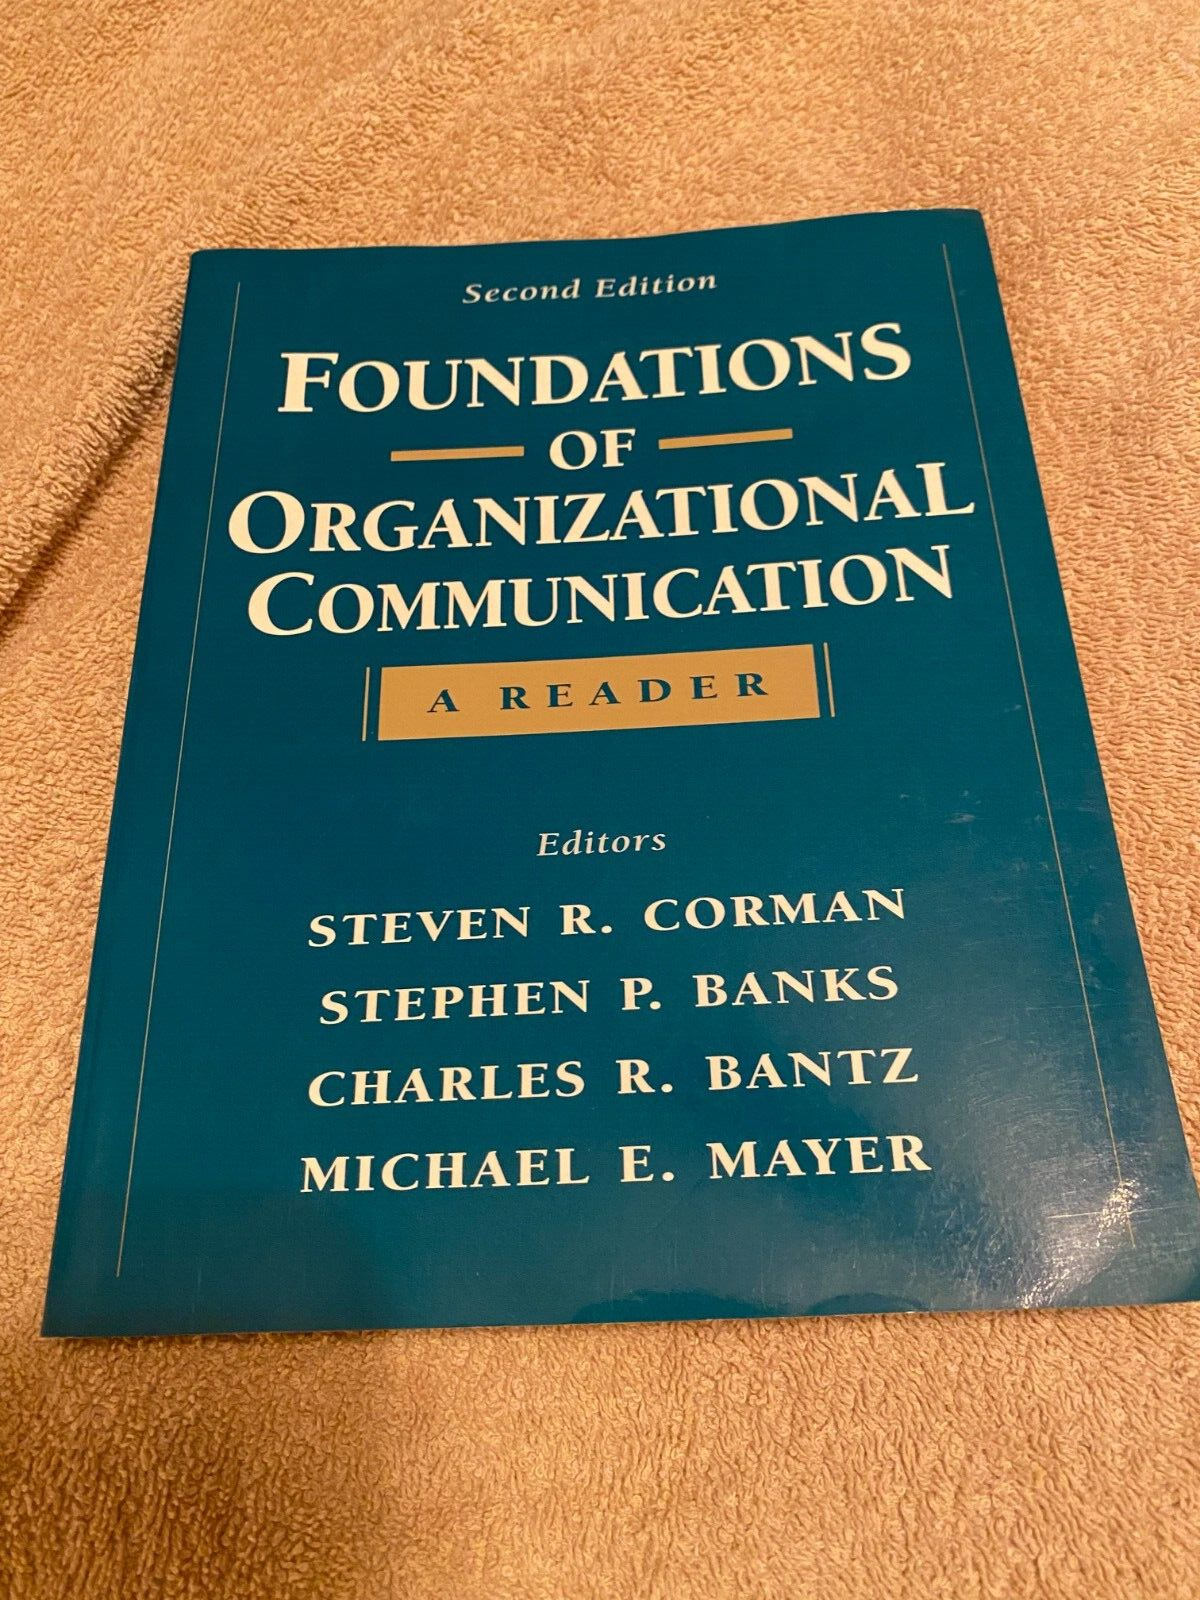 Second Edition
FOUNDATIONS
OF
ORGANIZATIONAL
COMMUNICATION
A READER
Editors
STEVEN R. CORMAN
STEPHEN P. BANKS
CHARLES R. BANTZ
MICHAEL E. MAYER